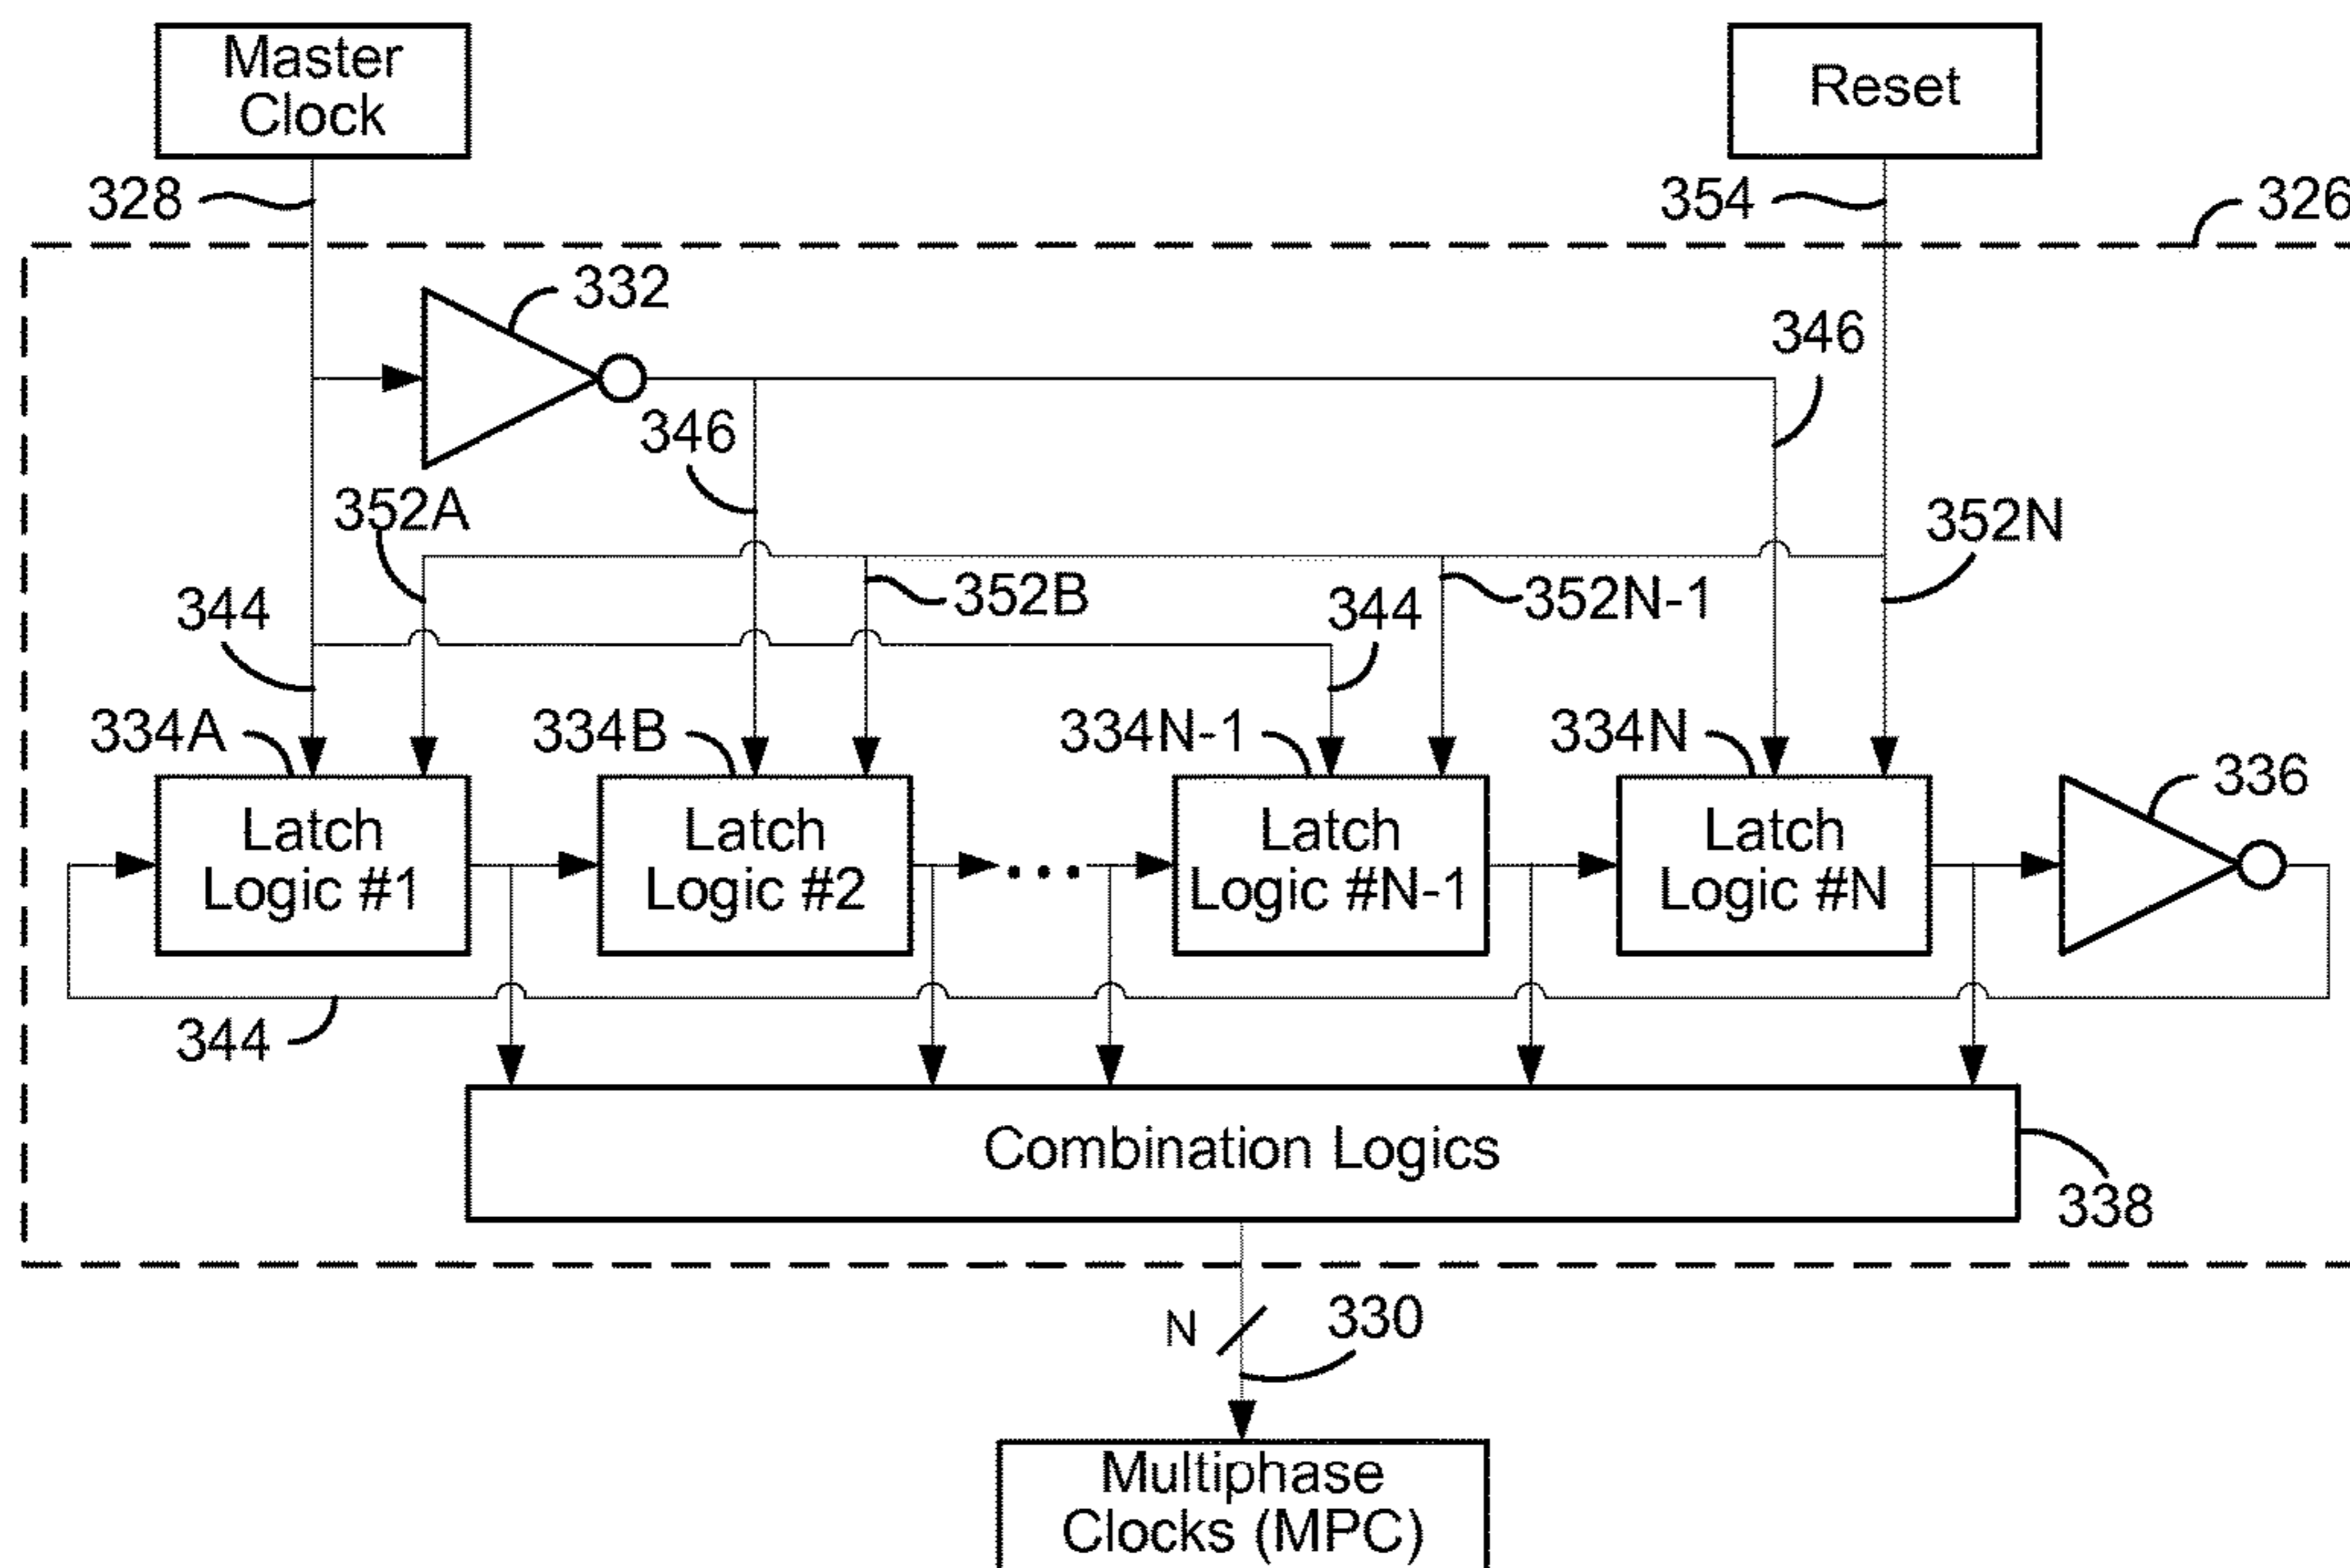 Master
Clock
Reset
328
354
326
332
346
346
352A
352N
344
352B
344
352N-1
334A
334B
334N-1
334N
336
Latch
Logic #1
Latch
Logic #2
...
Latch
Logic #N-1
Latch
Logic #N
344
Combination Logics
338
N
330
Multiphase
Clocks (MPC)